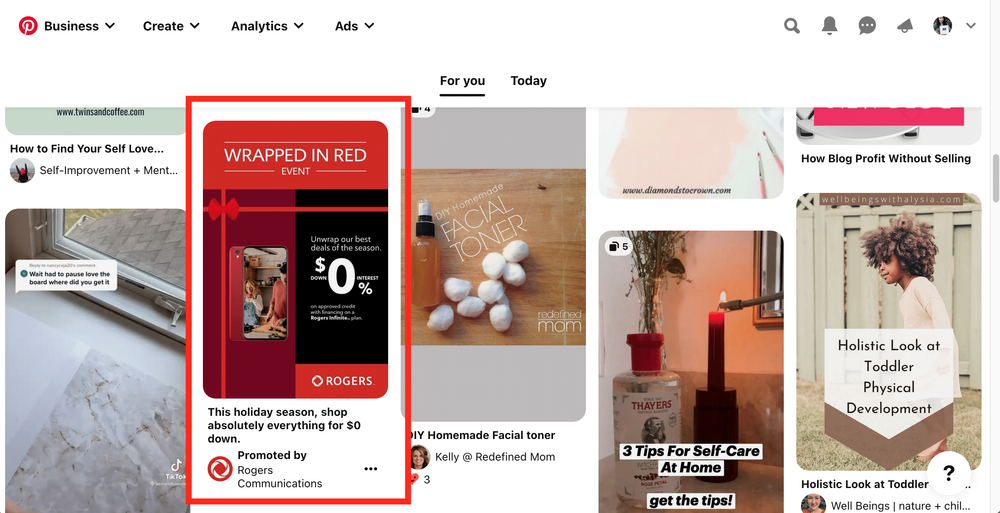 Business
Create
Analytics
Ads
For you
Today
www.twinsandcoffee.com
How to Find Your Self Love...
Self-Improvement + Ment...
Wait had to pause love the
board where did you get it
TikTok
WRAPPED IN RED
EVENT
Unwrap our best
deals of the season.
$0
DOWN
INTEREST
%
on approved credit
with financing on a
Rogers Infinite™ plan.
ROGERS
This holiday season, shop
absolutely everything for $0
down.
Promoted by
Rogers
Communications
4
DIY Homemade
FACIAL
TONER
redefined
mom
DIY Homemade Facial toner
Kelly @ Redefined Mom
3
www.diamondstocrown.com
5
THAYERS
ROSE PETAL
3 Tips For Self-Care
At Home
get the tips!
How Blog Profit Without Selling
wellbeingswithalysia.com
Holistic Look at
Toddler
Physical
Development
Holistic Look at Toddler
Well Beings | nature + chil...
?